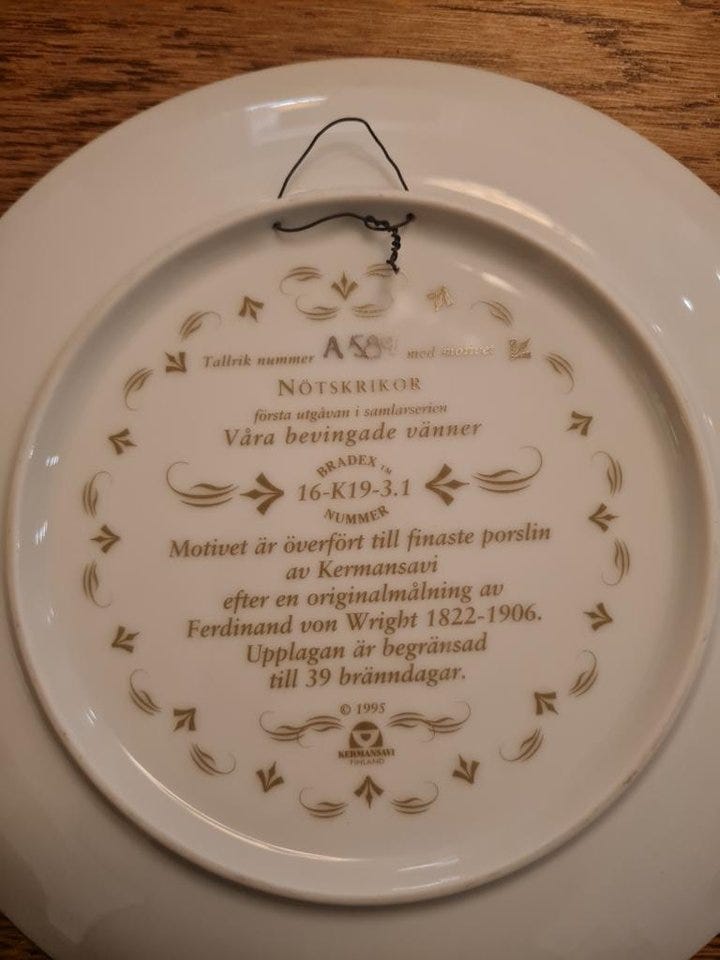 Tallrik nummer med motivet
NÖTSKRIKOR
första utgåvan i samlarserien
Våra bevingade vänner
BRADEX TM
16-K19-3.1
NUMMER
Motivet är överfört till finaste porslin
av Kermansavi
efter en originalmålning av
Ferdinand von Wright 1822-1906.
Upplagan är begränsad
till 39 bränndagar.
© 1995
KERMANSAVI
FINLAND